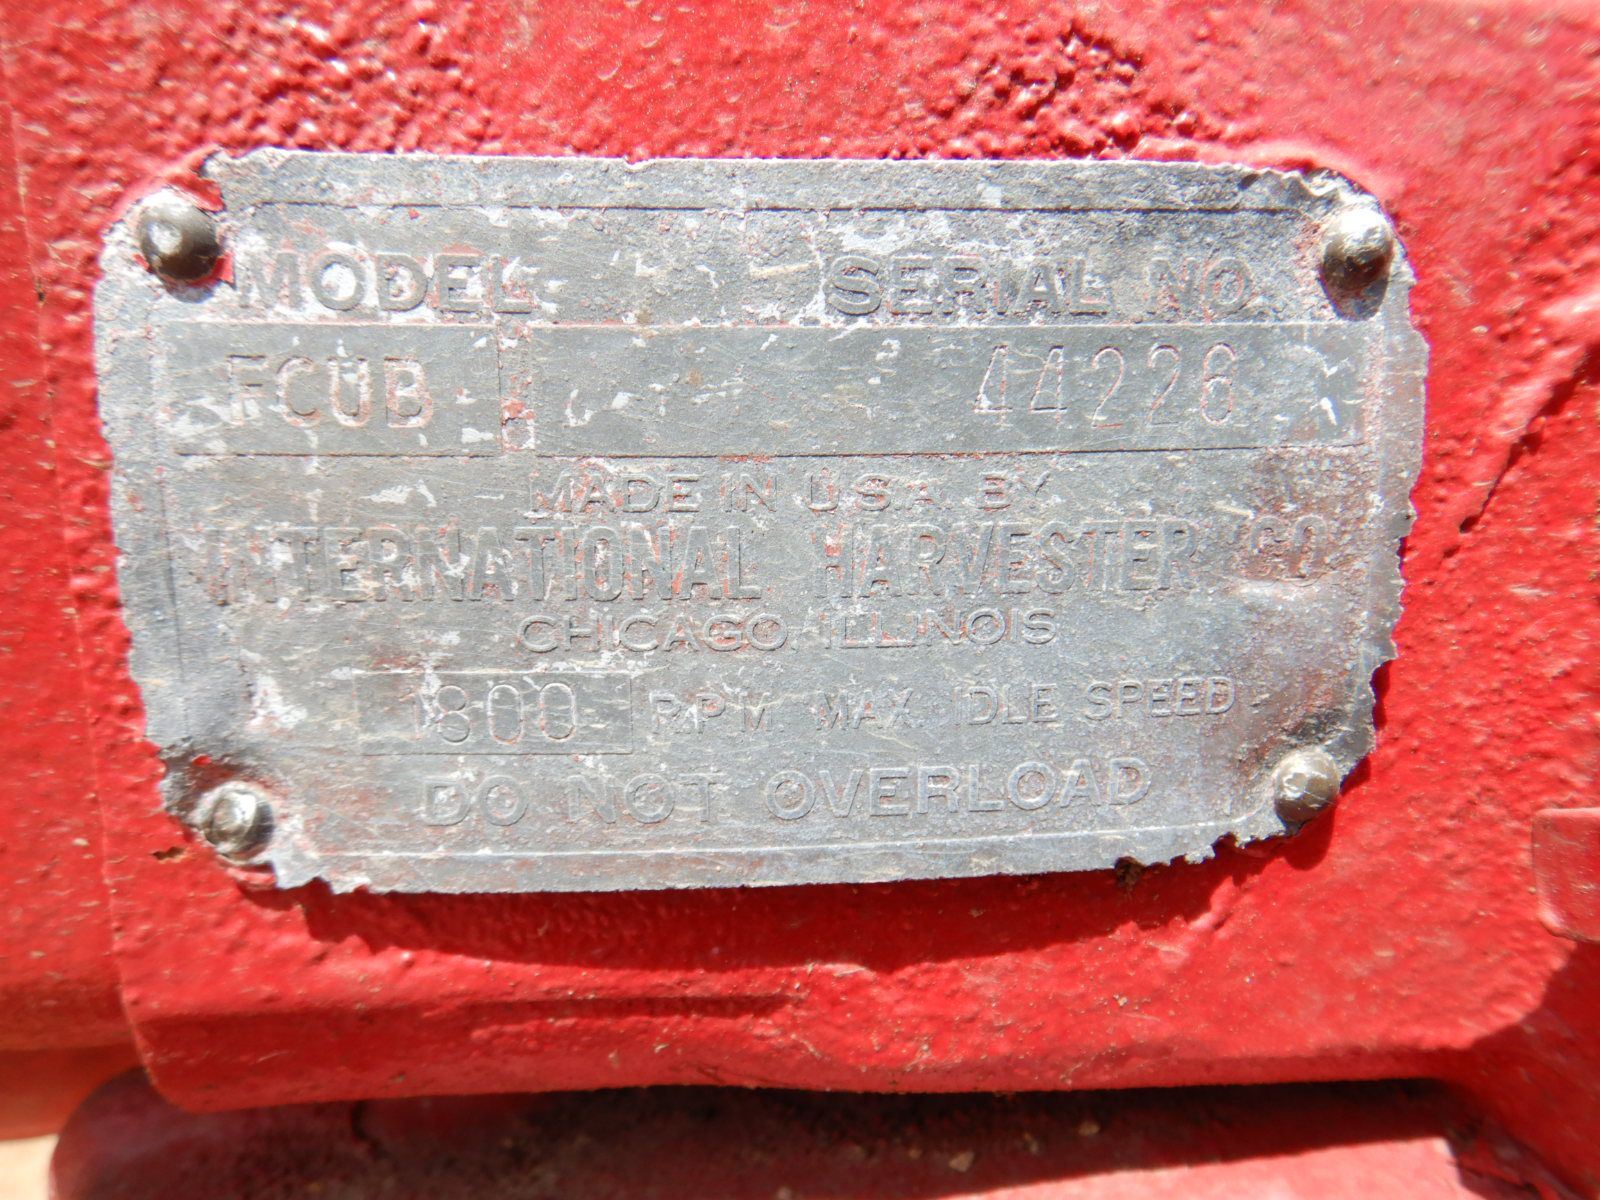 MODEL SERIAL NO.
FCUB 44226
MADE IN U.S.A. BY
INTERNATIONAL HARVESTER CO
CHICAGO, ILLINOIS
1800 R.P.M. MAX. IDLE SPEED
DO NOT OVERLOAD